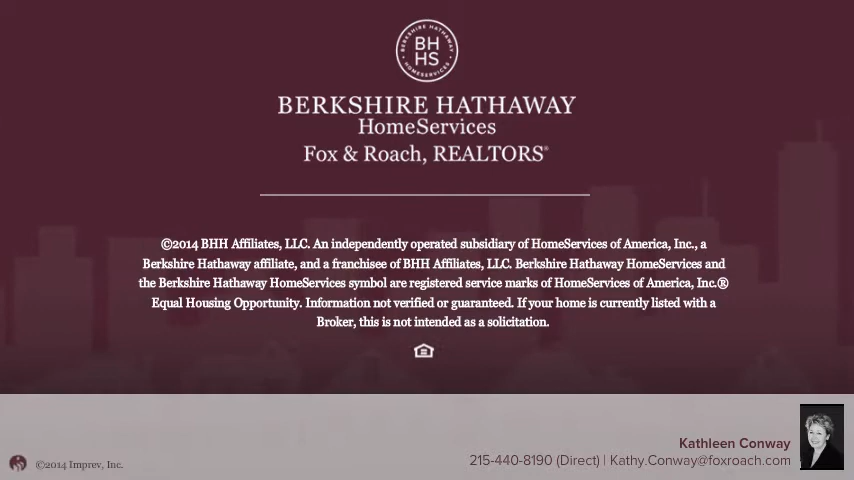 BERKSHIRE HATHAWAY
HOMESERVICES
BH
HS
BERKSHIRE HATHAWAY
HomeServices
Fox & Roach, REALTORS®
©2014 BHH Affiliates, LLC. An independently operated subsidiary of HomeServices of America, Inc., a
Berkshire Hathaway affiliate, and a franchisee of BHH Affiliates, LLC. Berkshire Hathaway HomeServices and
the Berkshire Hathaway HomeServices symbol are registered service marks of HomeServices of America, Inc.®
Equal Housing Opportunity. Information not verified or guaranteed. If your home is currently listed with a
Broker, this is not intended as a solicitation.
Kathleen Conway
215-440-8190 (Direct) | Kathy.Conway@foxroach.com
©2014 Imprev, Inc.